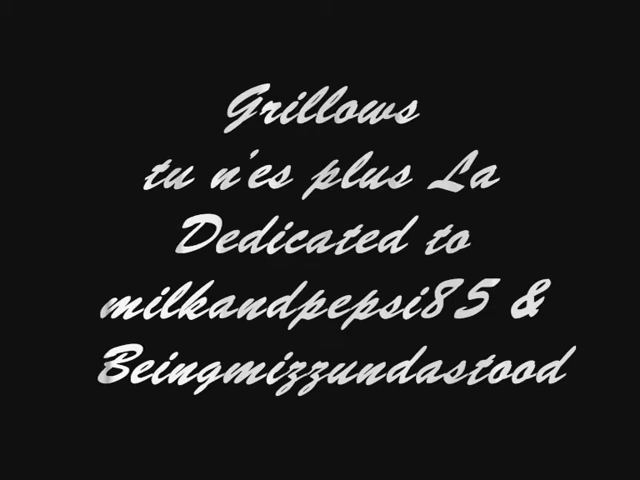 Grillows
tu n'es plus La
Dedicated to
milkandpepsi85 &
Beingmizzundastood